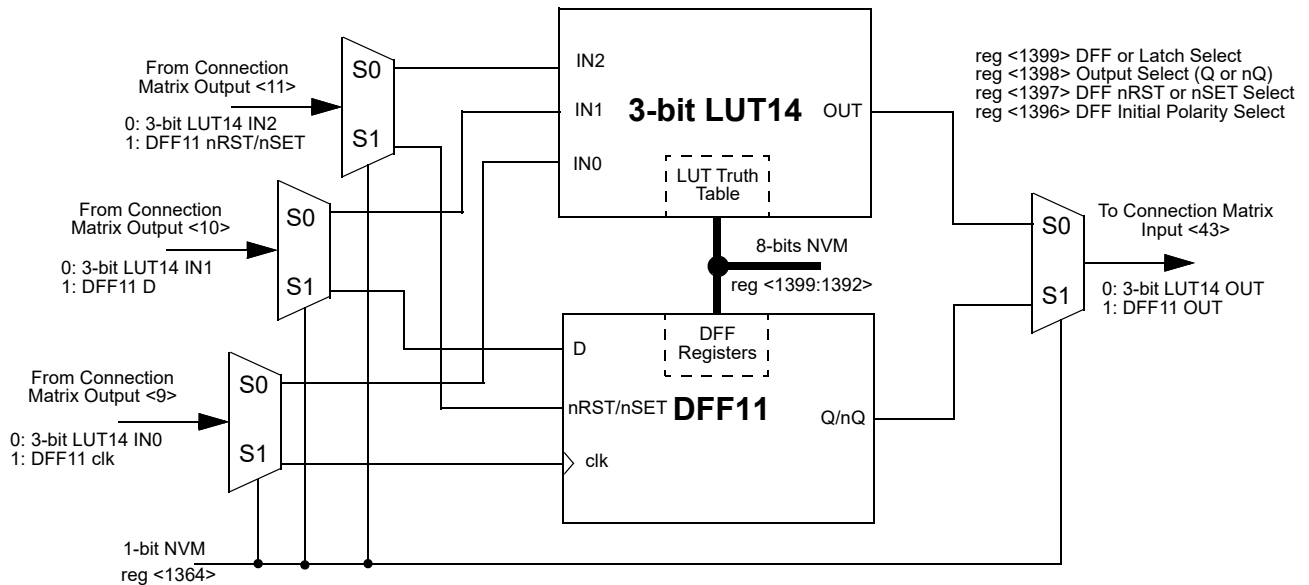 From Connection
Matrix Output <11>
0: 3-bit LUT14 IN2
1: DFF11 nRST/nSET
S0
S1
From Connection
Matrix Output <10>
0: 3-bit LUT14 IN1
1: DFF11 D
S0
S1
From Connection
Matrix Output <9>
0: 3-bit LUT14 IN0
1: DFF11 clk
S0
S1
1-bit NVM
reg <1364>
IN2
IN1
IN0
3-bit LUT14
OUT
LUT Truth
Table
8-bits NVM
reg <1399:1392>
DFF
Registers
D
nRST/nSET
DFF11
Q/nQ
clk
reg <1399> DFF or Latch Select
reg <1398> Output Select (Q or nQ)
reg <1397> DFF nRST or nSET Select
reg <1396> DFF Initial Polarity Select
S0
S1
To Connection Matrix
Input <43>
0: 3-bit LUT14 OUT
1: DFF11 OUT